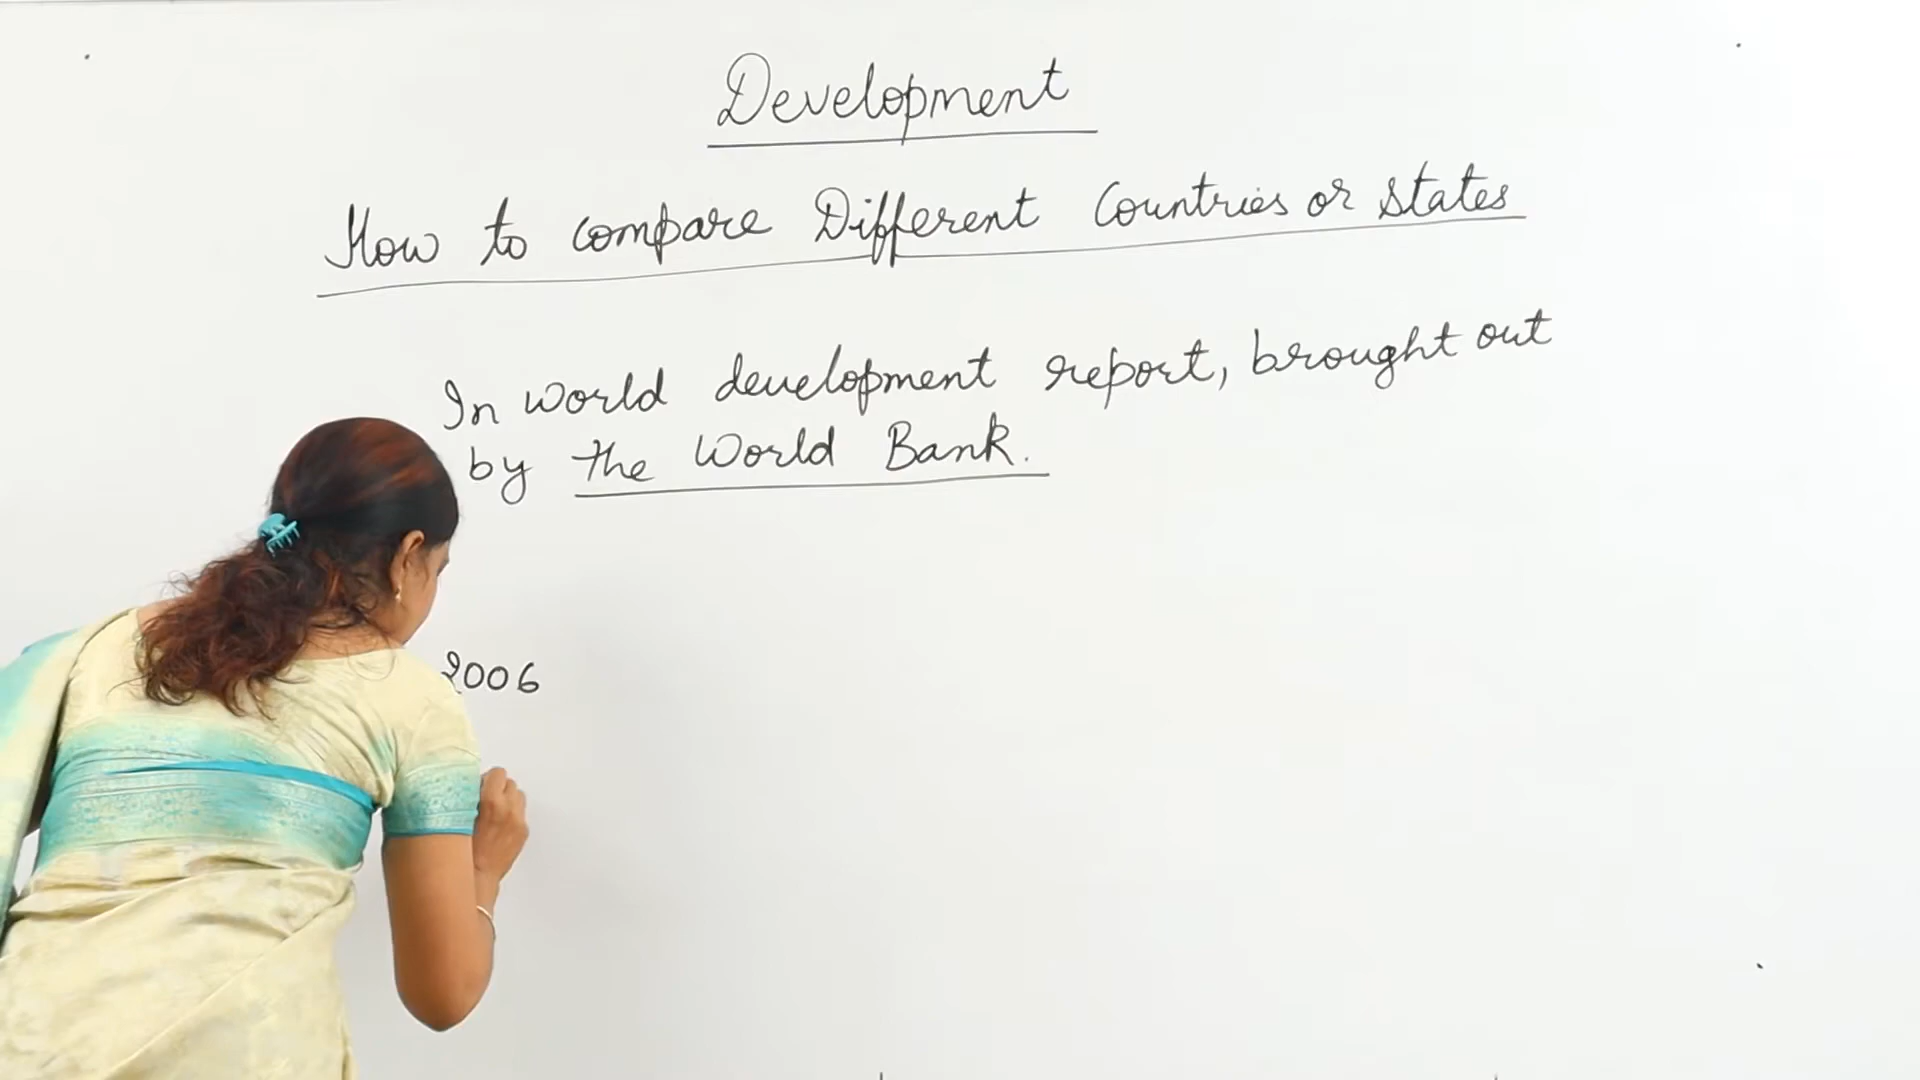 Development
How to compare Different Countries or States
In world development report, brought out
by the World Bank.
2006